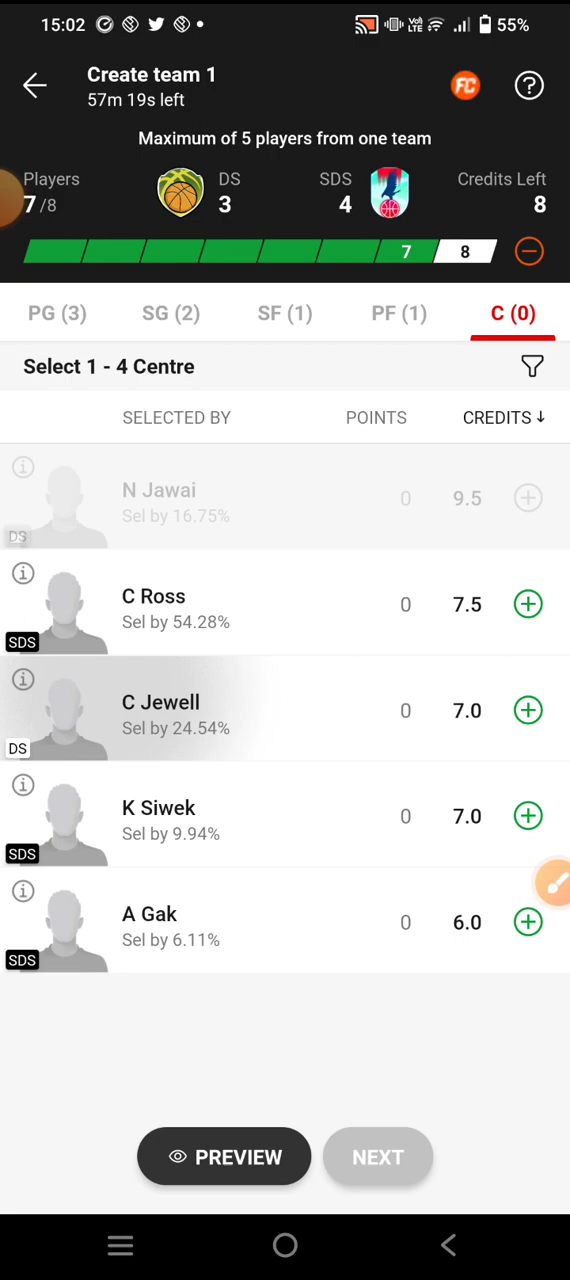 15:02 Vo) LTE 55%
Create team 1
57m 19s left
FC
?
Maximum of 5 players from one team
Players
7/8
DS
3
SDS
4
Credits Left
8
7 8
PG (3) SG (2) SF (1) PF (1) C (0)
Select 1 - 4 Centre
SELECTED BY POINTS CREDITS ↓
N Jawai
Sel by 16.75%
0 9.5
DS
C Ross
Sel by 54.28%
0 7.5
SDS
C Jewell
Sel by 24.54%
0 7.0
DS
K Siwek
Sel by 9.94%
0 7.0
SDS
A Gak
Sel by 6.11%
0 6.0
SDS
PREVIEW NEXT